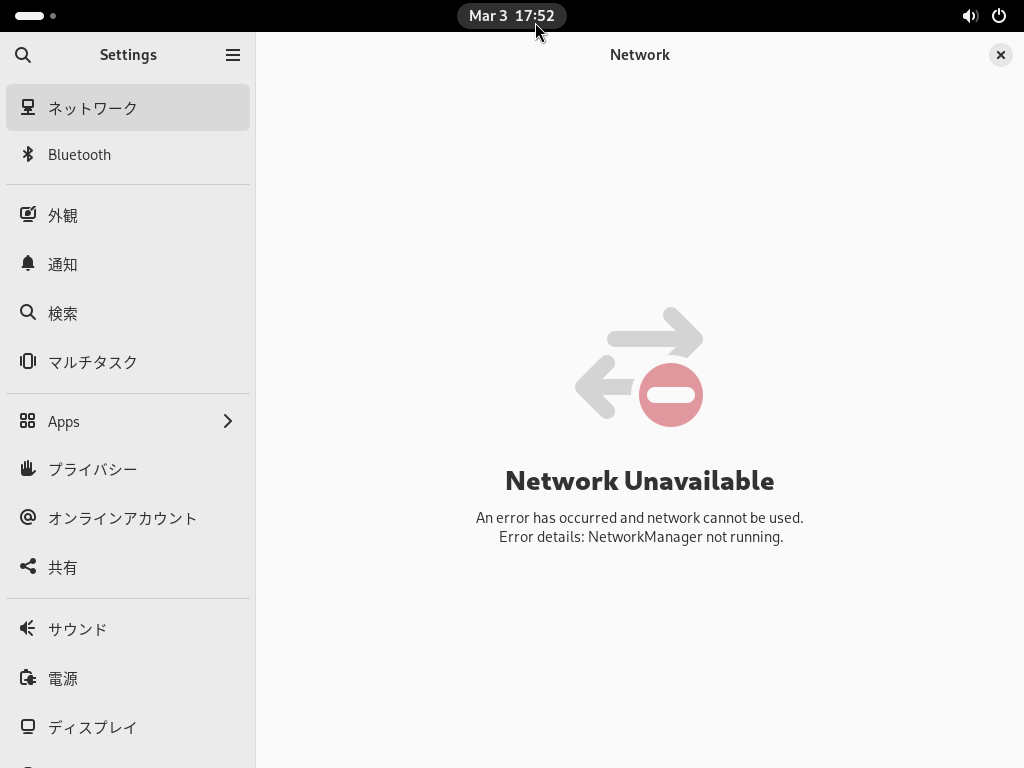 Mar 3 17:52
Settings
Network
ネットワーク
Bluetooth
外観
通知
検索
マルチタスク
Apps
プライバシー
オンラインアカウント
共有
サウンド
電源
ディスプレイ
Network Unavailable
An error has occurred and network cannot be used.
Error details: NetworkManager not running.